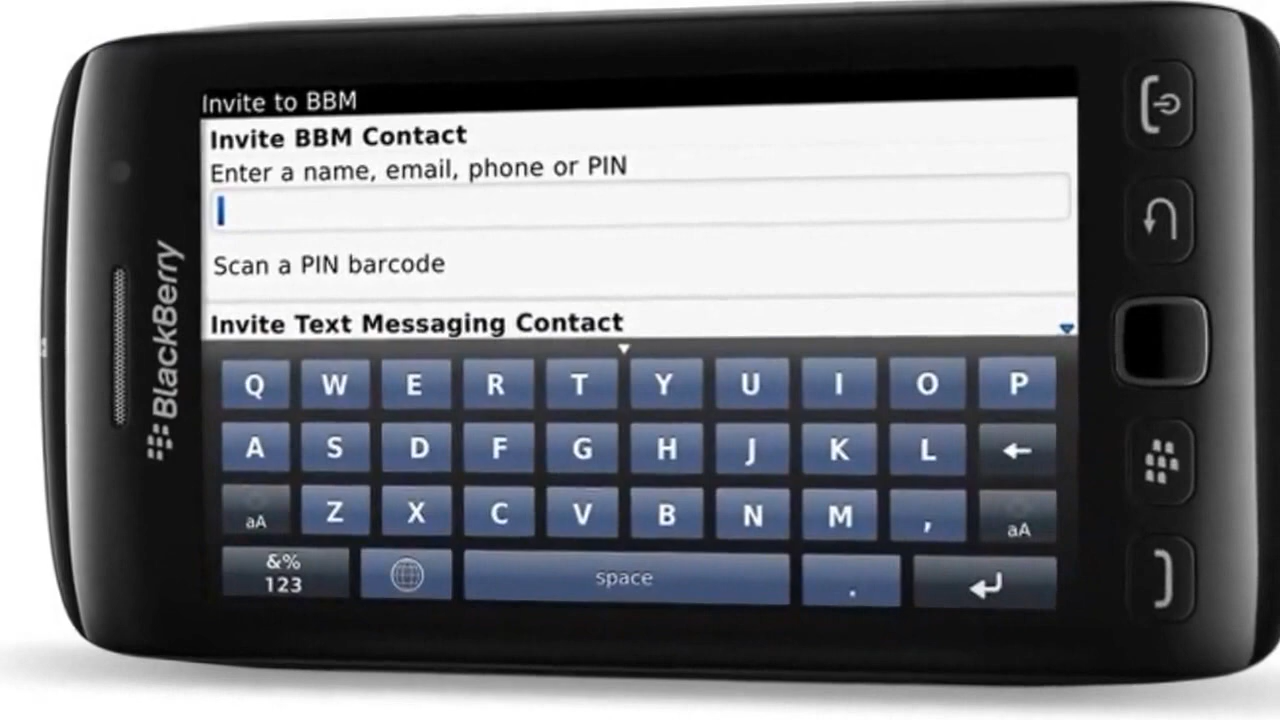 Invite to BBM
Invite BBM Contact
Enter a name, email, phone or PIN
Scan a PIN barcode
Invite Text Messaging Contact
BlackBerry
Q W E R T Y U I O P
A S D F G H J K L ←
aA Z X C V B N M , aA
&%
123 space .